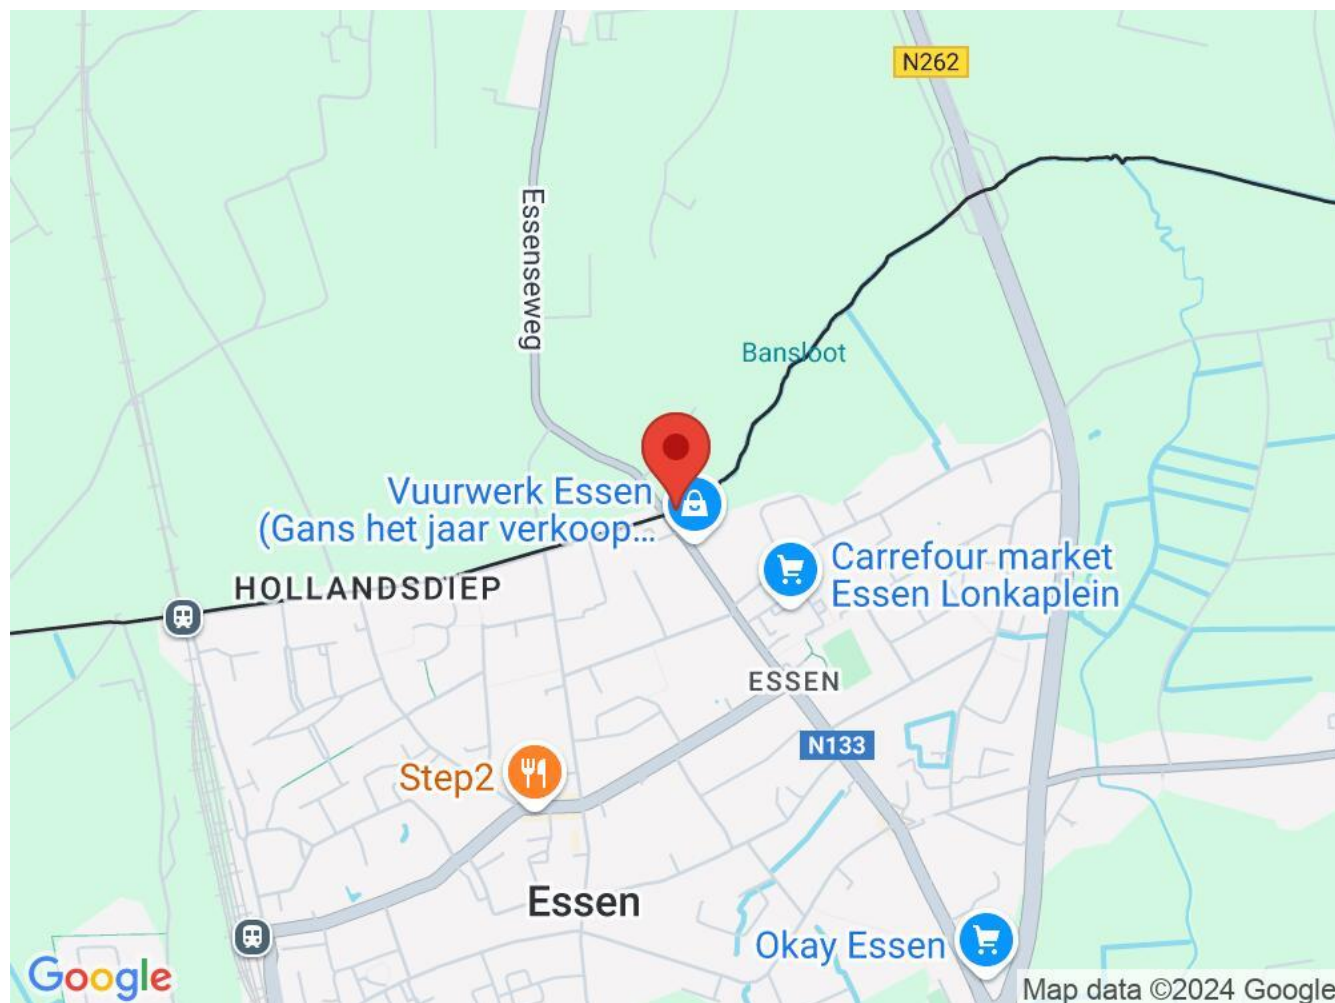 N262
Essenseweg
Bansloot
Vuurwerk Essen
(Gans het jaar verkoop...
Carrefour market
Essen Lonkaplein
HOLLANDSDIEP
ESSEN
N133
Step2
Essen
Okay Essen
Google
Map data ©2024 Google